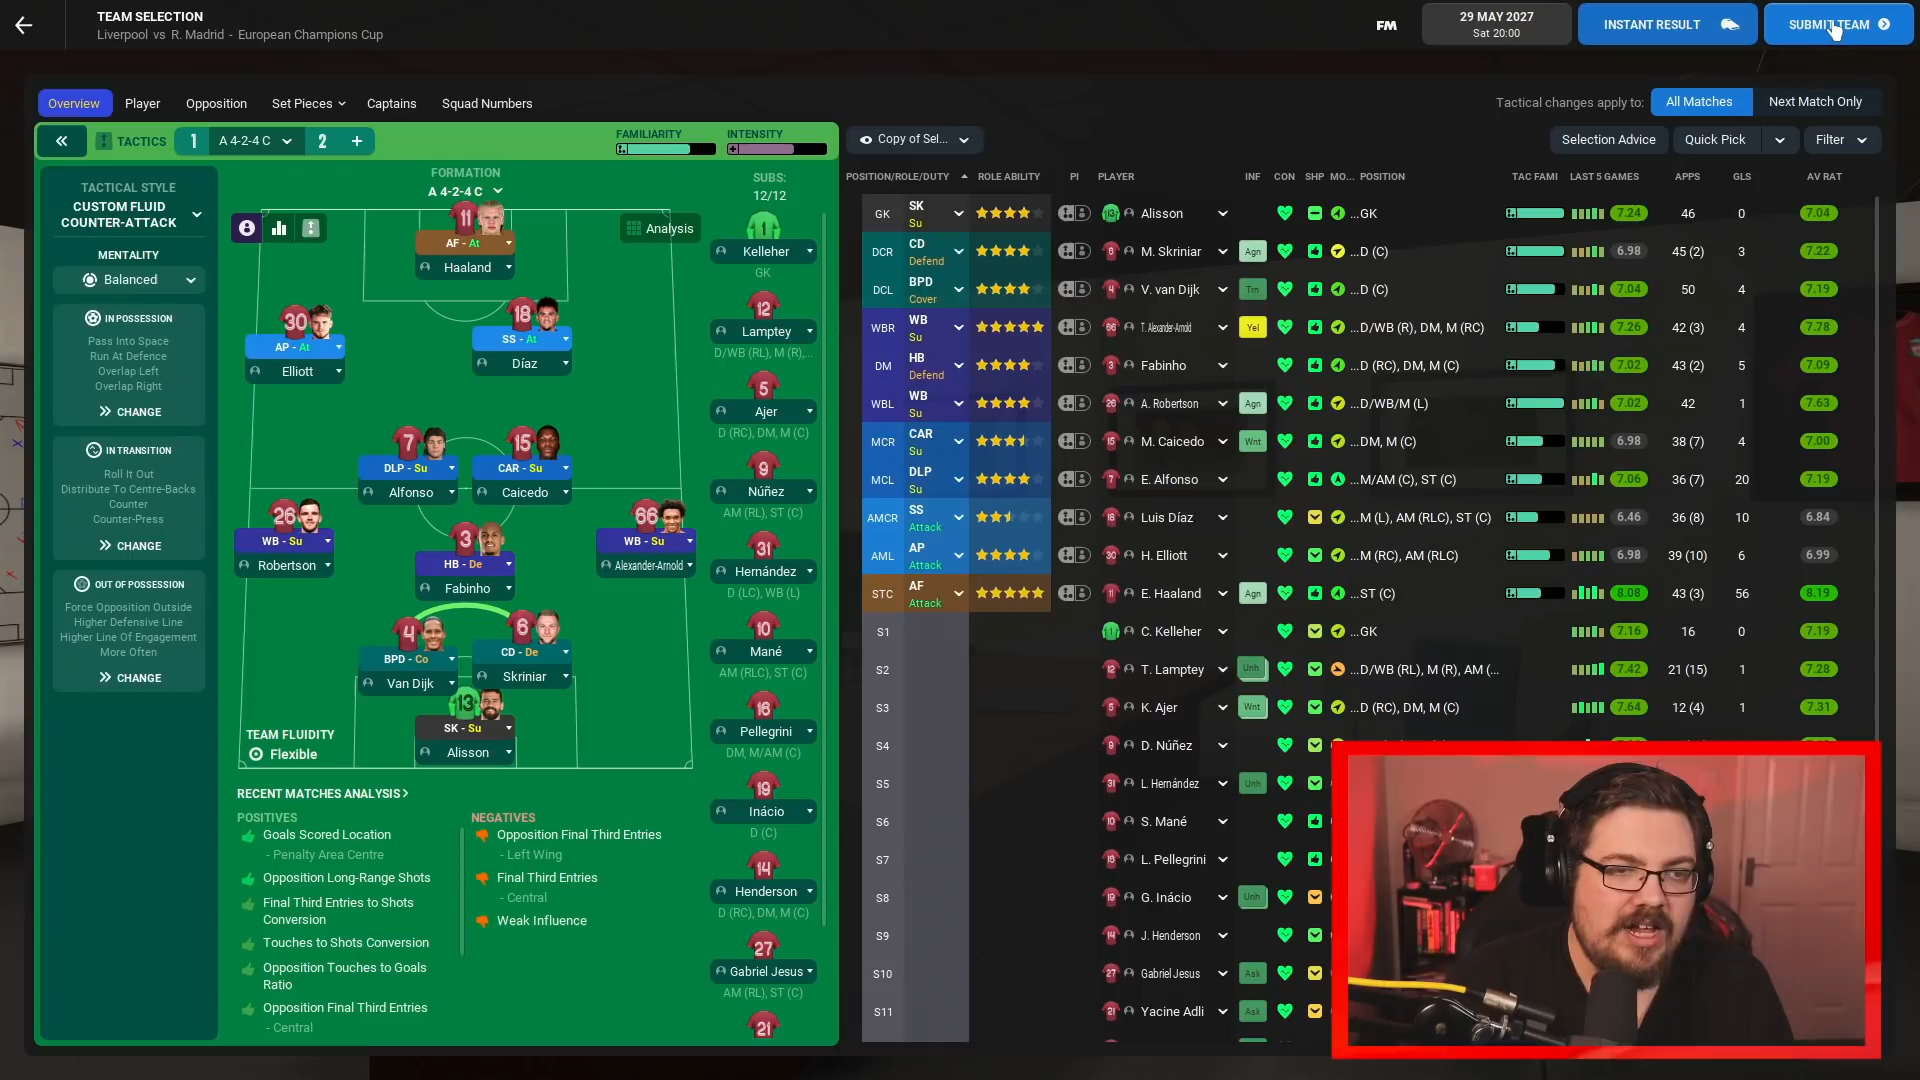 TEAM SELECTION
Liverpool vs R. Madrid - European Champions Cup
FM
29 MAY 2027
Sat 20:00
INSTANT RESULT
SUBMIT TEAM
Overview
Player
Opposition
Set Pieces
Captains
Squad Numbers
Tactical changes apply to:
All Matches
Next Match Only
TACTICS
1
A 4-2-4 C
2
+
FAMILIARITY
INTENSITY
Copy of Sel...
Selection Advice
Quick Pick
Filter
TACTICAL STYLE
CUSTOM FLUID
COUNTER-ATTACK
MENTALITY
Balanced
IN POSSESSION
Pass Into Space
Run At Defence
Overlap Left
Overlap Right
CHANGE
IN TRANSITION
Roll It Out
Distribute To Centre-Backs
Counter
Counter-Press
CHANGE
OUT OF POSSESSION
Force Opposition Outside
Higher Defensive Line
Higher Line Of Engagement
More Often
CHANGE
FORMATION
A 4-2-4 C
Analysis
11
AF - At
Haaland
30
AP - At
Elliott
18
SS - At
Díaz
7
DLP - Su
Alfonso
15
CAR - Su
Caicedo
26
WB - Su
Robertson
3
HB - De
Fabinho
66
WB - Su
Alexander-Arnold
4
BPD - Co
Van Dijk
6
CD - De
Skriniar
13
SK - Su
Alisson
TEAM FLUIDITY
Flexible
RECENT MATCHES ANALYSIS
POSITIVES
Goals Scored Location
- Penalty Area Centre
Opposition Long-Range Shots
Final Third Entries to Shots
Conversion
Touches to Shots Conversion
Opposition Touches to Goals
Ratio
Opposition Final Third Entries
- Central
NEGATIVES
Opposition Final Third Entries
- Left Wing
Final Third Entries
- Central
Weak Influence
SUBS:
12/12
1
Kelleher
GK
12
Lamptey
D/WB (RL), M (R),...
5
Ajer
D (RC), DM, M (C)
9
Núñez
AM (RL), ST (C)
31
Hernández
D (LC), WB (L)
10
Mané
AM (RLC), ST (C)
16
Pellegrini
DM, M/AM (C)
19
Inácio
D (C)
14
Henderson
D (RC), DM, M (C)
27
Gabriel Jesus
AM (RL), ST (C)
21
POSITION/ROLE/DUTY ROLE ABILITY PI PLAYER INF CON SHP MO... POSITION TAC FAMI LAST 5 GAMES APPS GLS AV RAT
GK SK Su Alisson ...GK 7.24 46 0 7.04
DCR CD Defend M. Skriniar Agn ...D (C) 6.98 45 (2) 3 7.22
DCL BPD Cover V. van Dijk Trn ...D (C) 7.04 50 4 7.19
WBR WB Su T. Alexander-Arnold Yel ...D/WB (R), DM, M (RC) 7.26 42 (3) 4 7.78
DM HB Defend Fabinho ...D (RC), DM, M (C) 7.02 43 (2) 5 7.09
WBL WB Su A. Robertson Agn ...D/WB/M (L) 7.02 42 1 7.63
MCR CAR Su M. Caicedo Wnt ...DM, M (C) 6.98 38 (7) 4 7.00
MCL DLP Su E. Alfonso ...M/AM (C), ST (C) 7.06 36 (7) 20 7.19
AMCR SS Attack Luis Díaz ...M (L), AM (RLC), ST (C) 6.46 36 (8) 10 6.84
AML AP Attack H. Elliott ...M (RC), AM (RLC) 6.98 39 (10) 6 6.99
STC AF Attack E. Haaland Agn ...ST (C) 8.08 43 (3) 56 8.19
S1 C. Kelleher ...GK 7.16 16 0 7.19
S2 T. Lamptey Unh ...D/WB (RL), M (R), AM (... 7.42 21 (15) 1 7.28
S3 K. Ajer Wnt ...D (RC), DM, M (C) 7.64 12 (4) 1 7.31
S4 D. Núñez
S5 L. Hernández Unh
S6 S. Mané
S7 L. Pellegrini
S8 G. Inácio Unh
S9 J. Henderson
S10 Gabriel Jesus Ask
S11 Yacine Adli Ask